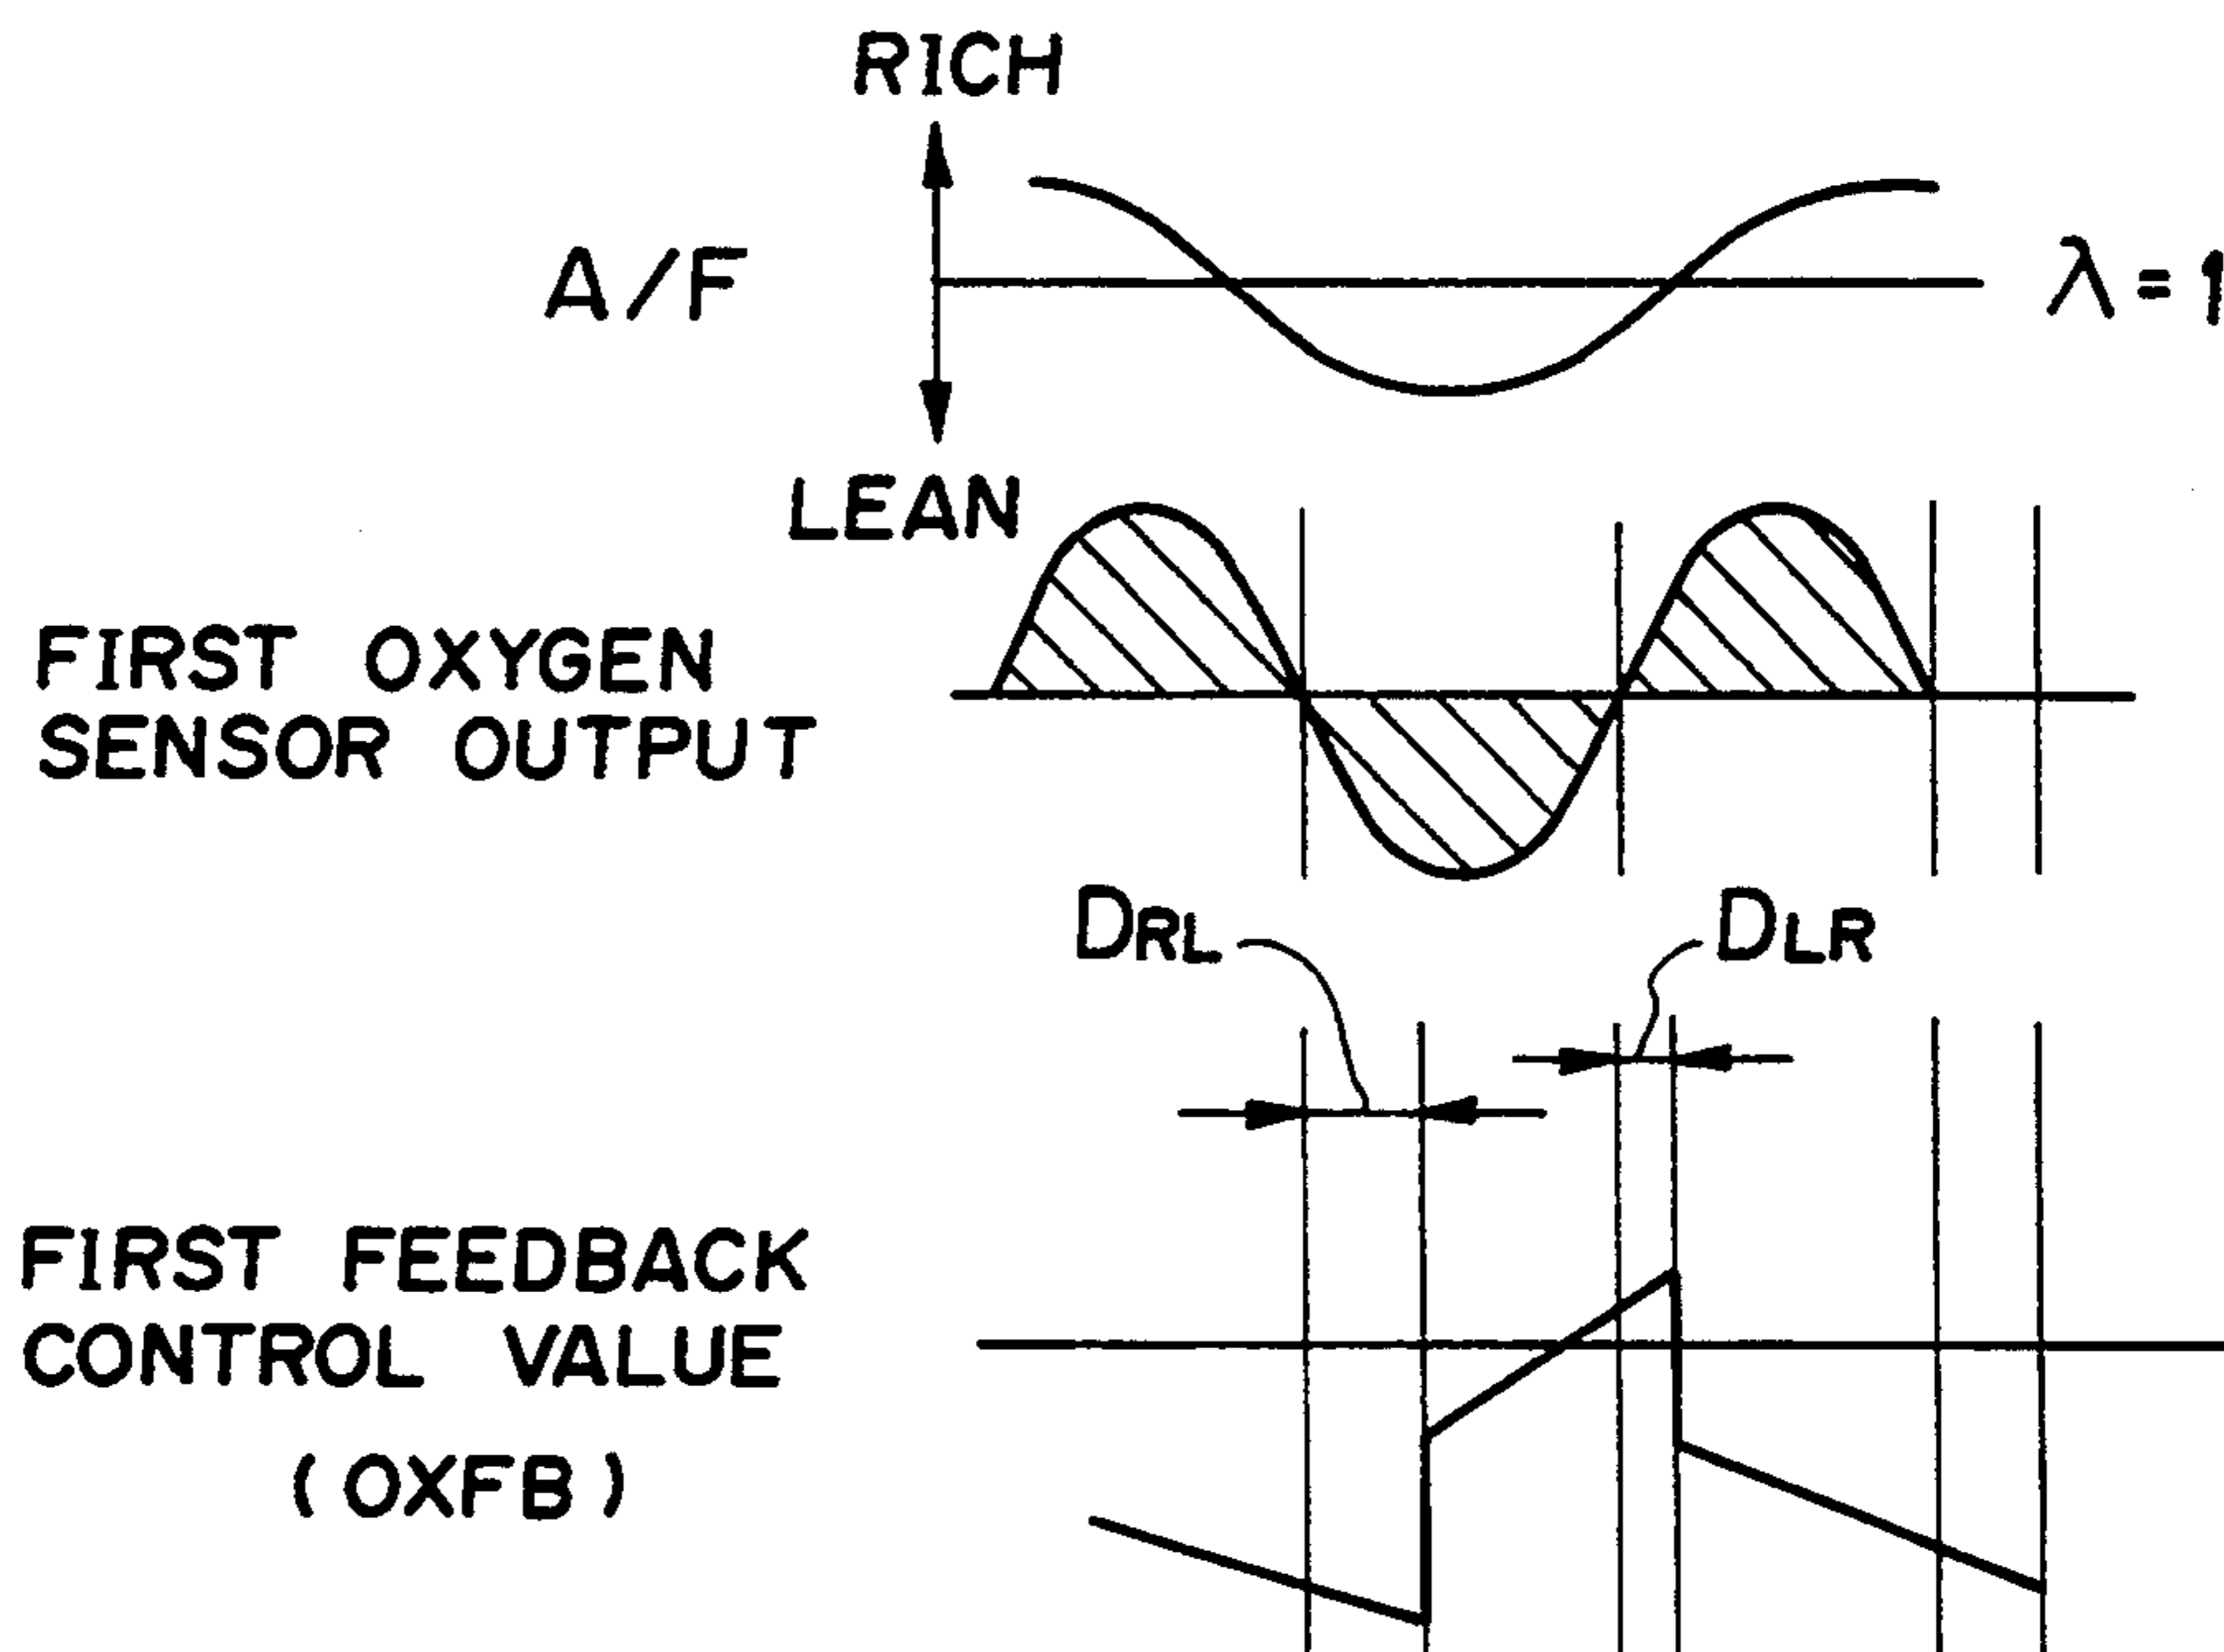 RICH
A/F
λ = 1
LEAN
FIRST OXYGEN
SENSOR OUTPUT
DRL
DLR
FIRST FEEDBACK
CONTROL VALUE
(OXFB)